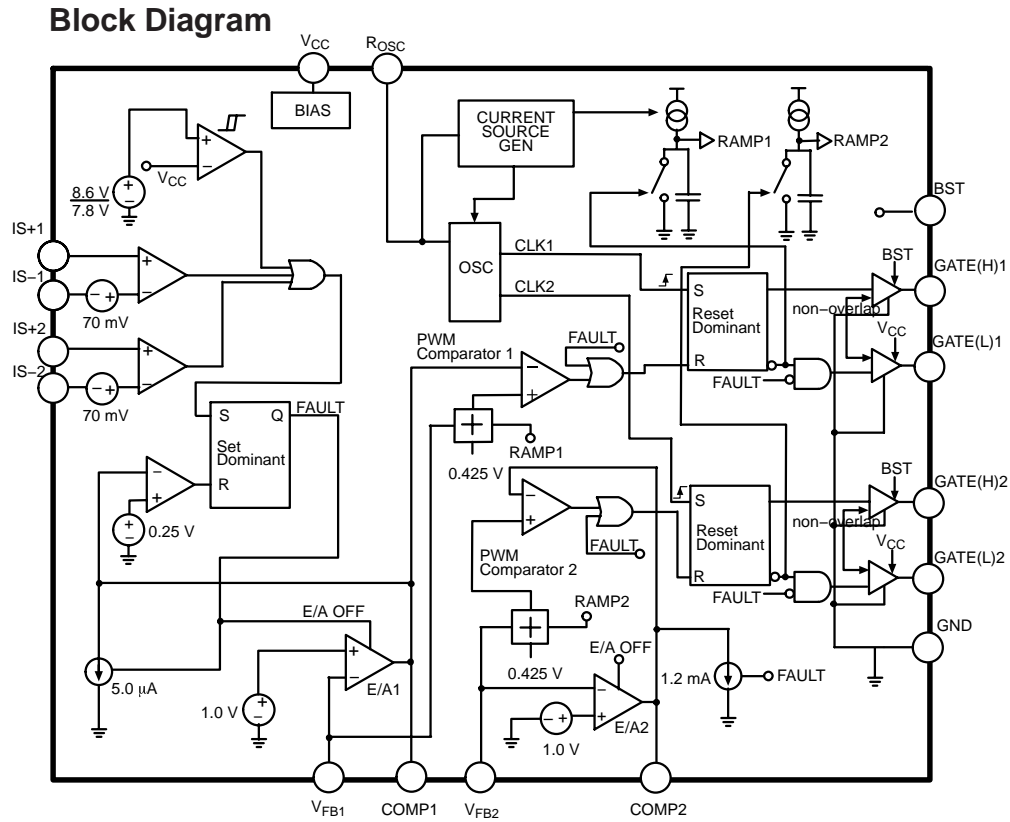 Block Diagram
VCC
ROSC
BIAS
CURRENT
SOURCE
GEN
RAMP1
RAMP2
+
−
VCC
8.6 V
7.8 V
+
−
BST
IS+1
IS−1
+
−
− +
70 mV
OSC
CLK1
CLK2
BST
GATE(H)1
S
Reset
Dominant
R
non−overlap
VCC
GATE(L)1
IS+2
IS−2
+
−
− +
70 mV
PWM
Comparator 1
−
+
FAULT
FAULT
S
Q
FAULT
Set
Dominant
R
+
RAMP1
0.425 V
−
+
+
−
0.25 V
−
+
FAULT
PWM
Comparator 2
S
Reset
Dominant
R
BST
GATE(H)2
non−overlap
VCC
GATE(L)2
FAULT
E/A OFF
RAMP2
+
0.425 V
E/A OFF
GND
5.0 μA
+
−
E/A1
1.0 V
+
−
−
+
E/A2
− +
1.0 V
1.2 mA
FAULT
VFB1
COMP1
VFB2
COMP2